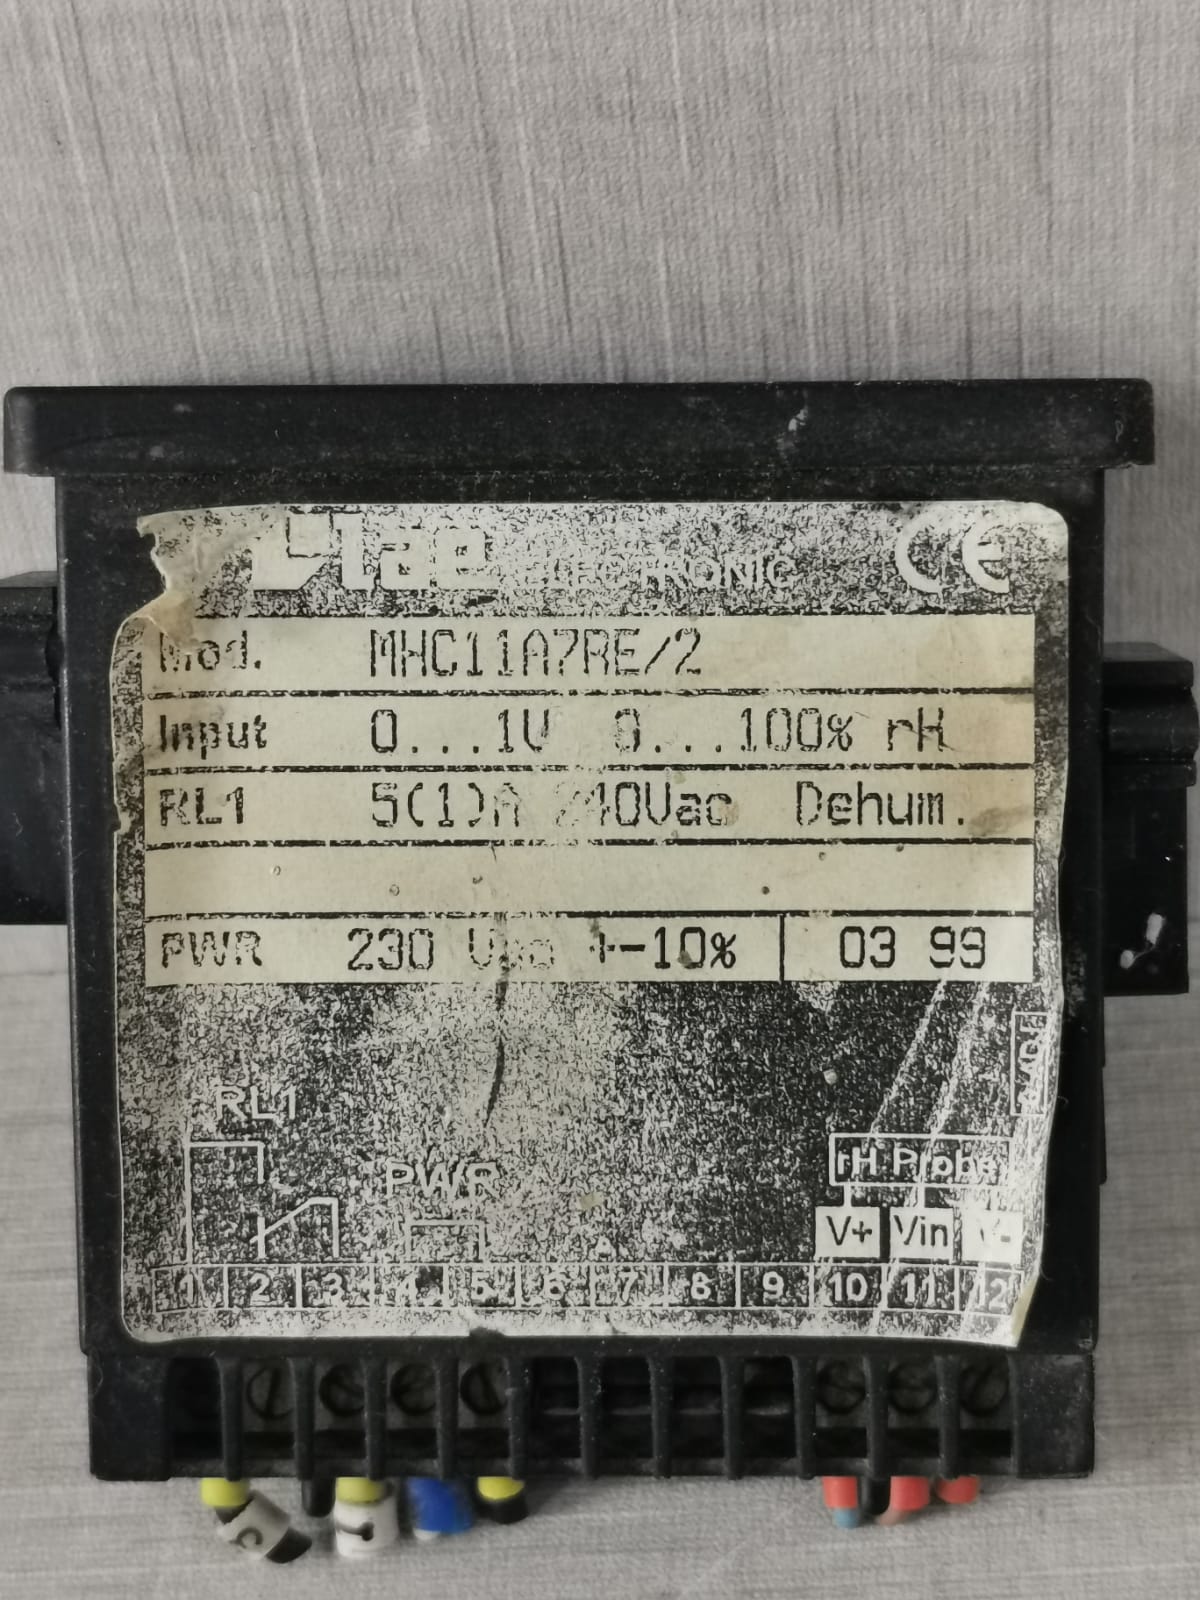 lae ELECTRONIC CE
Mod. MHC11A7RE/2
Input 0...1V 0...100% rH
RL1 5(1)A 240Vac Dehum.
PWR 230 Vac +-10% 03 99
RL1
PWR
rH Probe
V+ Vin V-
1 2 3 4 5 6 7 8 9 10 11 12
C
1